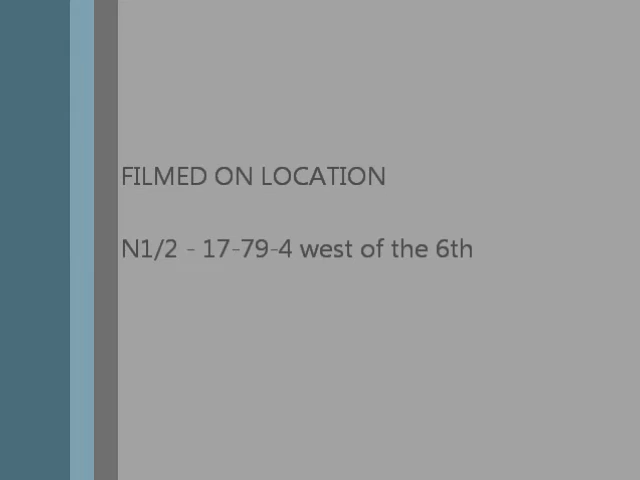 FILMED ON LOCATION
N1/2 - 17-79-4 west of the 6th